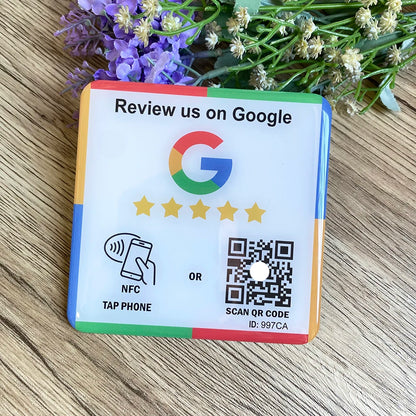 Review us on Google
G
NFC
TAP PHONE
OR
SCAN QR CODE
ID: 997CA